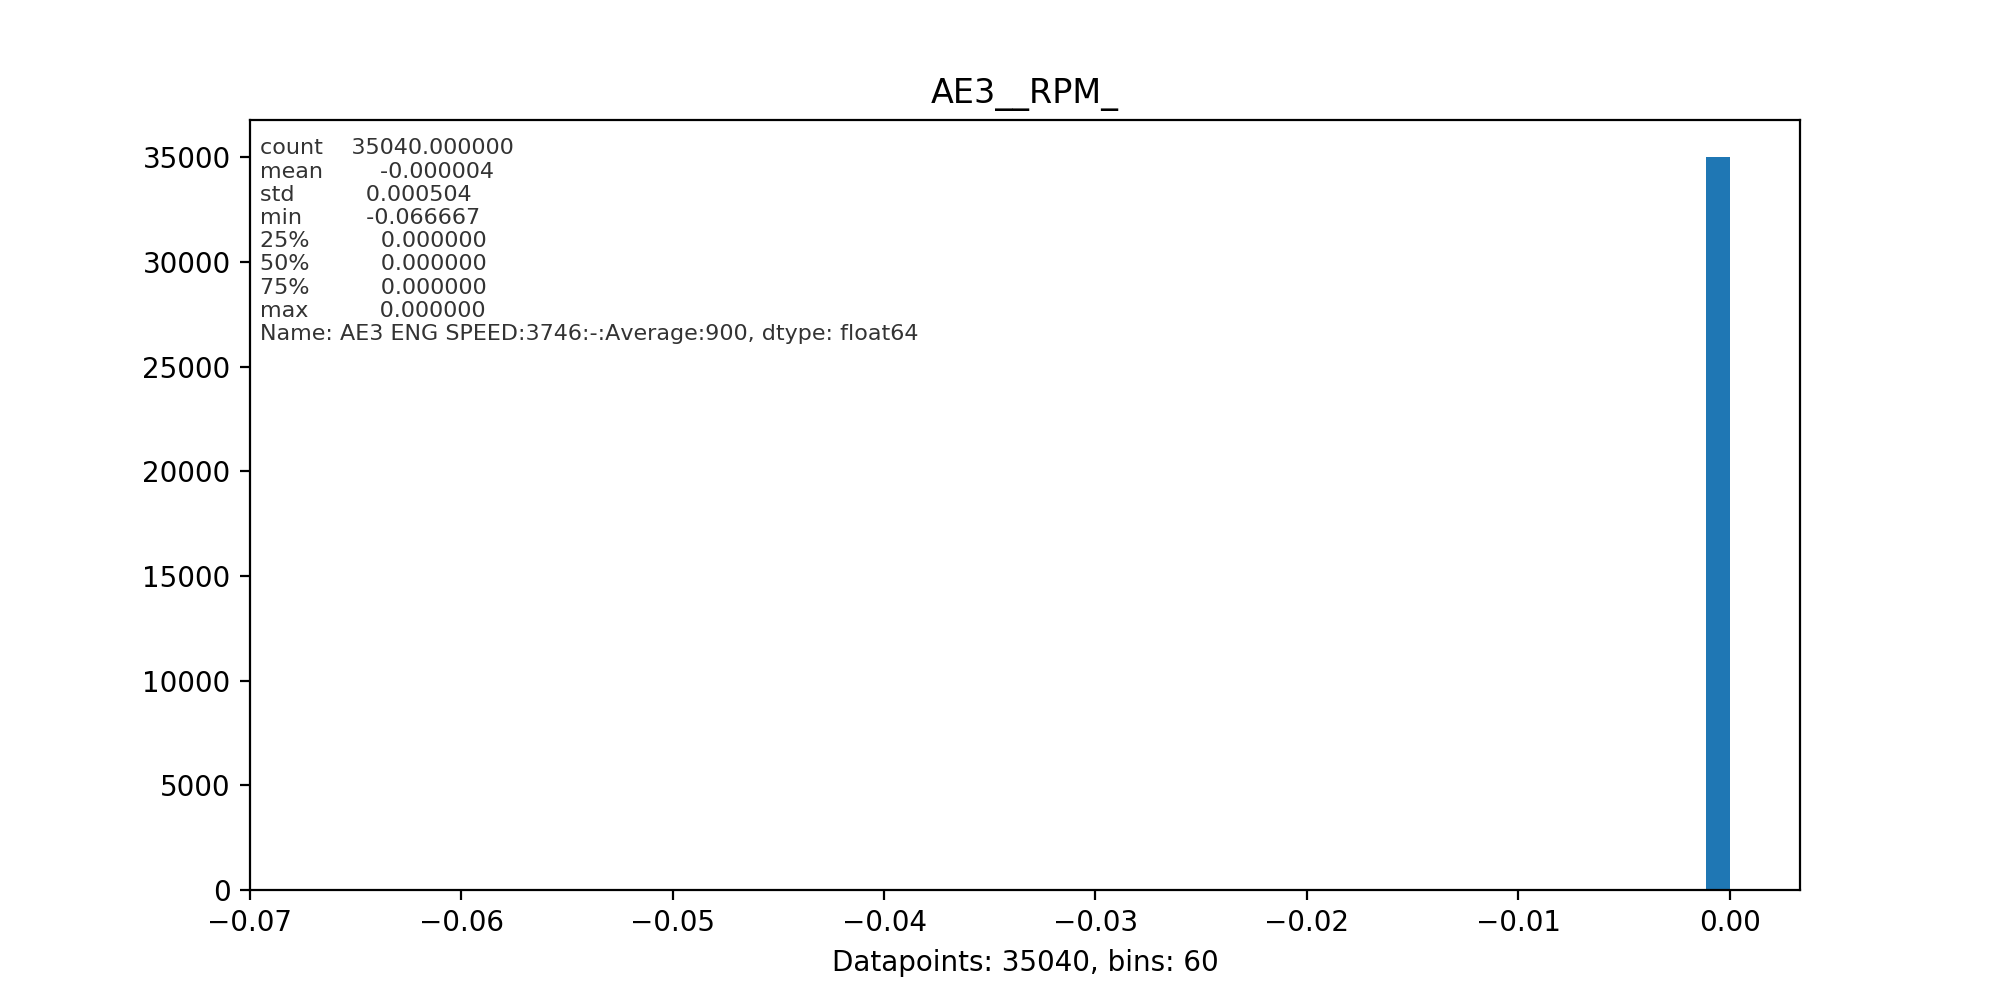 AE3__RPM_
count 35040.000000
mean -0.000004
std 0.000504
min -0.066667
25% 0.000000
50% 0.000000
75% 0.000000
max 0.000000
Name: AE3 ENG SPEED:3746:-:Average:900, dtype: float64
35000
30000
25000
20000
15000
10000
5000
0
−0.07 −0.06 −0.05 −0.04 −0.03 −0.02 −0.01 0.00
Datapoints: 35040, bins: 60